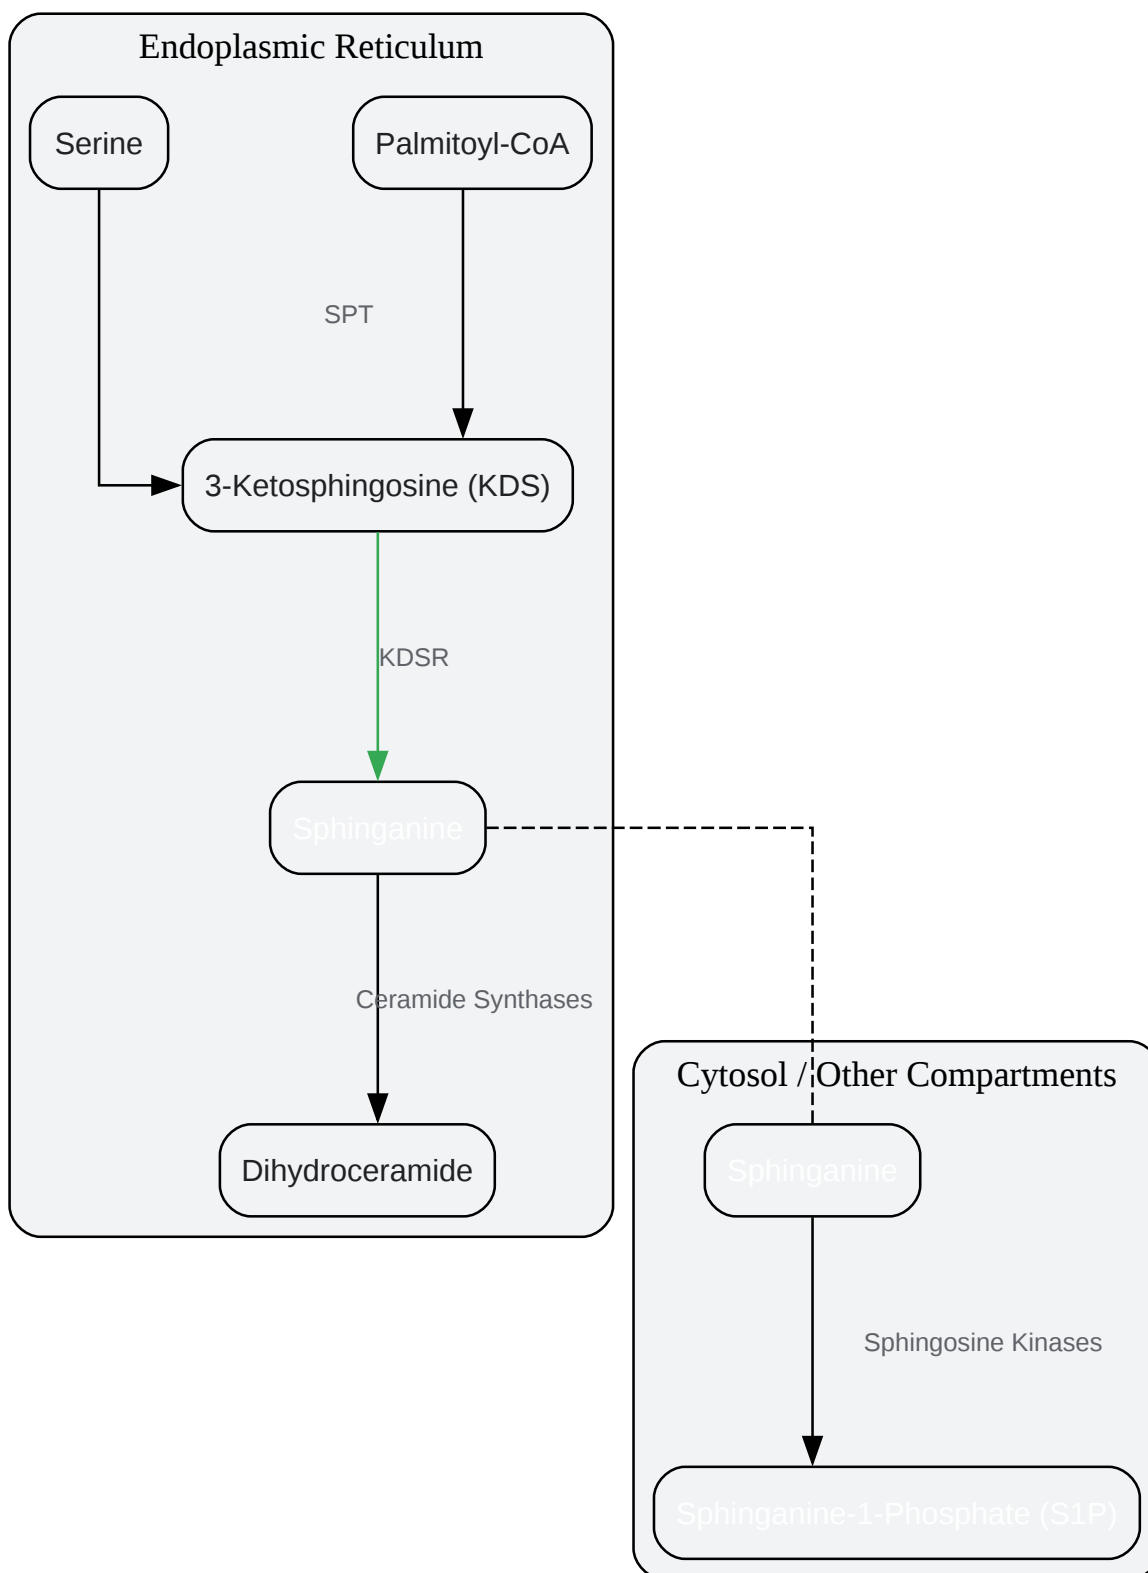 Endoplasmic Reticulum
Serine
Palmitoyl-CoA
SPT
3-Ketosphingosine (KDS)
KDSR
Sphinganine
Ceramide Synthases
Dihydroceramide
Cytosol / Other Compartments
Sphinganine
Sphingosine Kinases
Sphinganine-1-Phosphate (S1P)